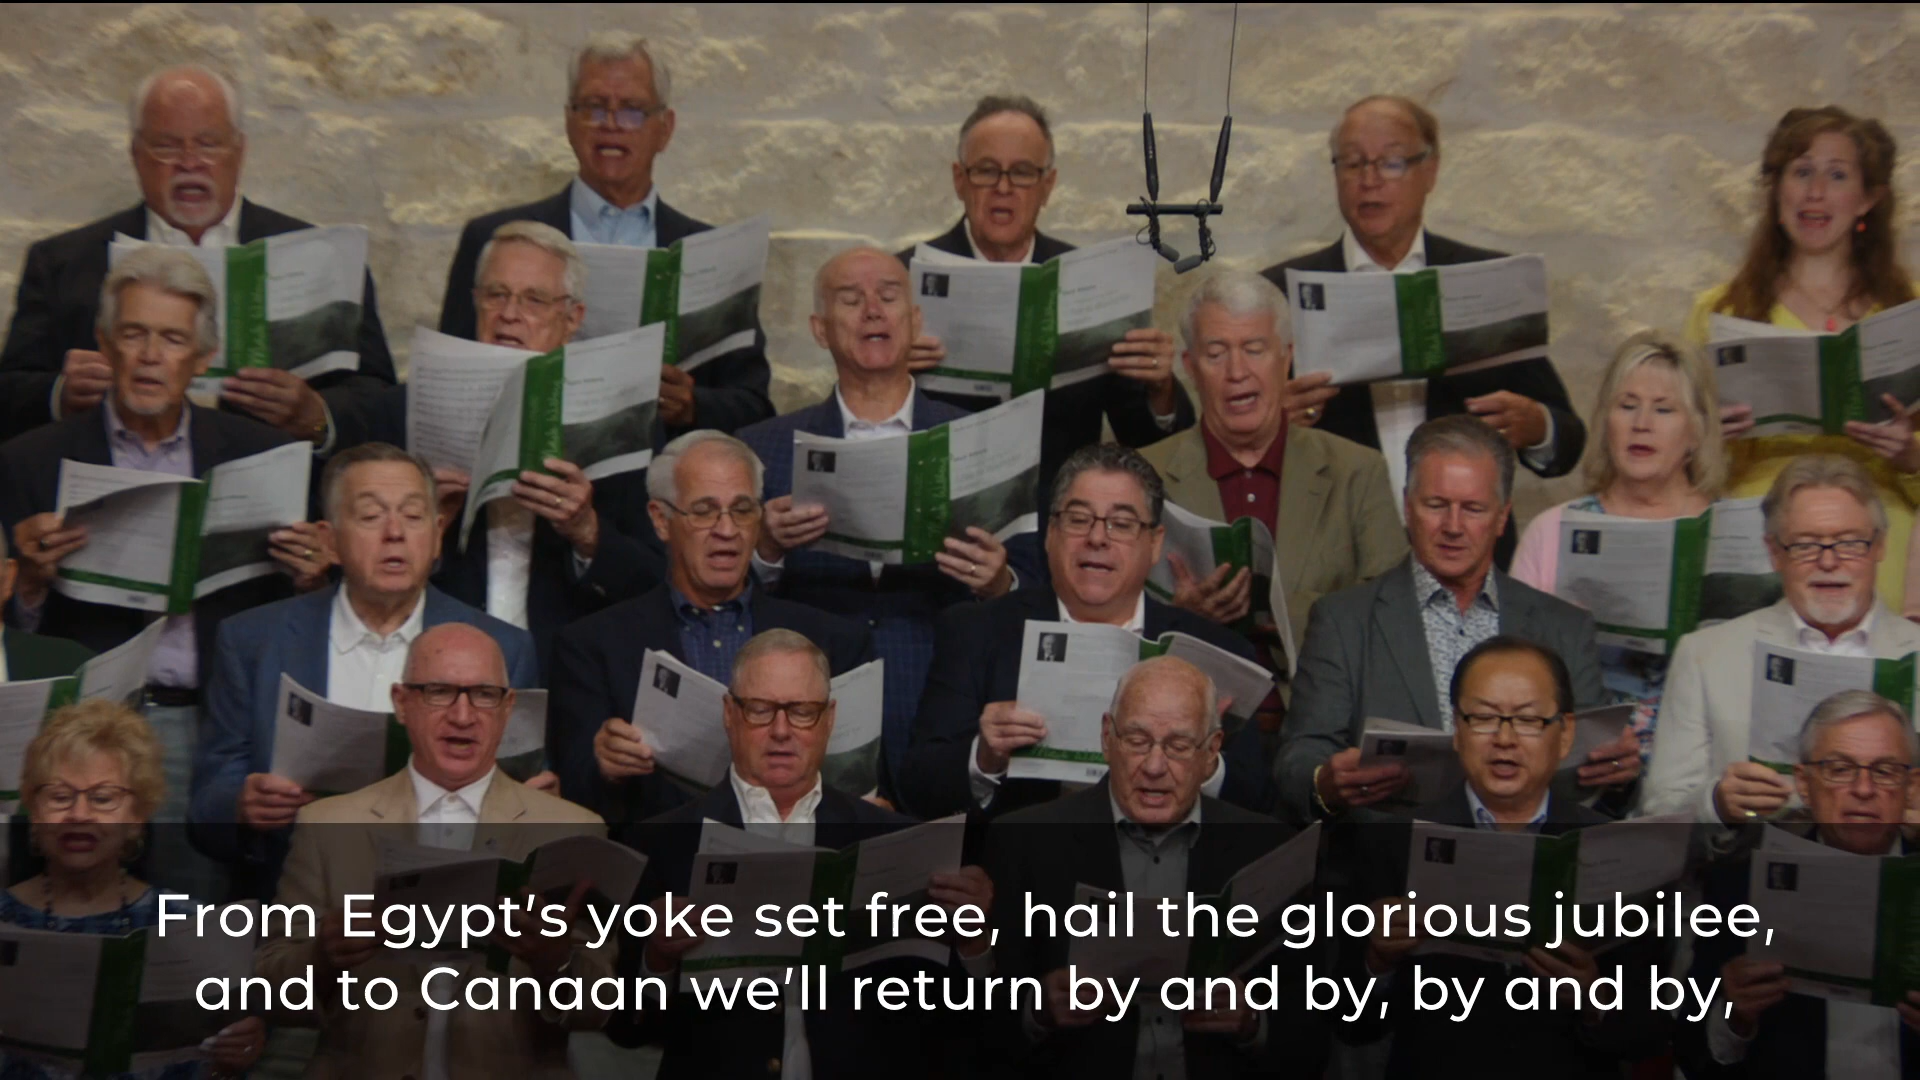 From Egypt’s yoke set free, hail the glorious jubilee,
and to Canaan we’ll return by and by, by and by,